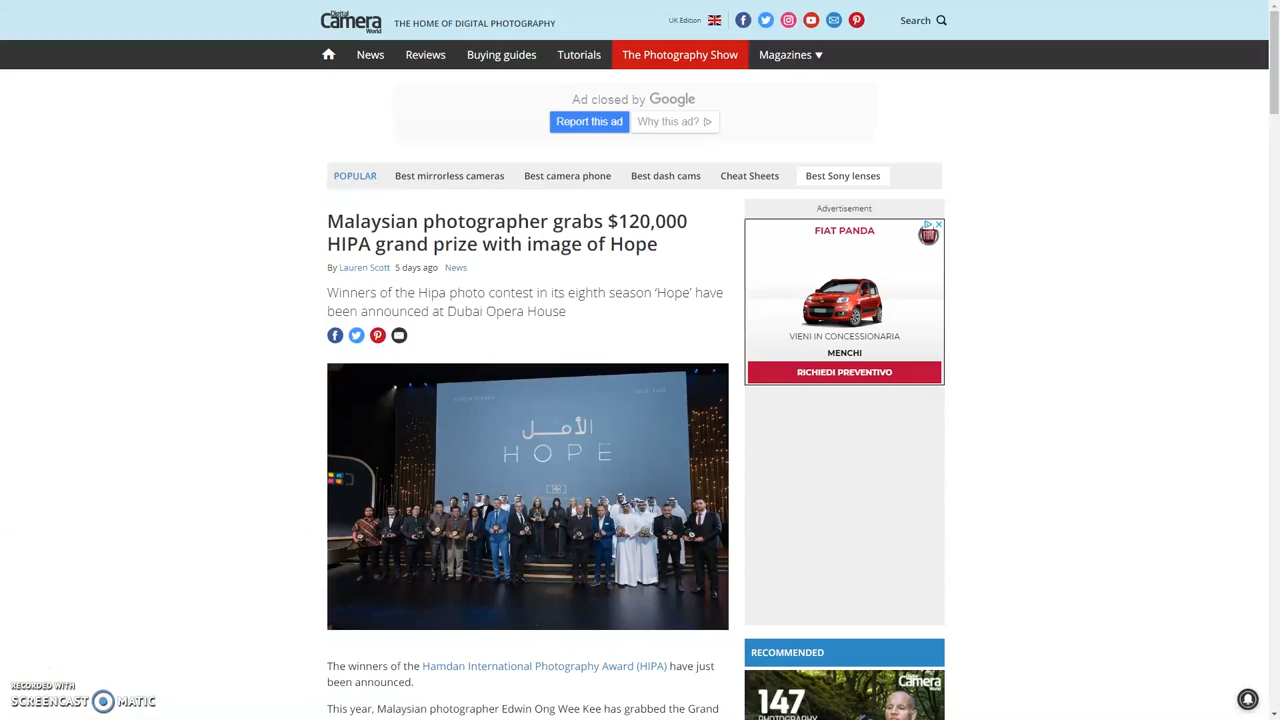 Digital
Camera
World
THE HOME OF DIGITAL PHOTOGRAPHY
UK Edition
Search
News
Reviews
Buying guides
Tutorials
The Photography Show
Magazines ▼
Ad closed by Google
Report this ad
Why this ad?
POPULAR
Best mirrorless cameras
Best camera phone
Best dash cams
Cheat Sheets
Best Sony lenses
Malaysian photographer grabs $120,000
HIPA grand prize with image of Hope
By Lauren Scott 5 days ago News
Winners of the Hipa photo contest in its eighth season ‘Hope’ have
been announced at Dubai Opera House
الأمـــل
HOPE
The winners of the Hamdan International Photography Award (HIPA) have just
been announced.
This year, Malaysian photographer Edwin Ong Wee Kee has grabbed the Grand
Advertisement
FIAT PANDA
FIAT
VIENI IN CONCESSIONARIA
MENCHI
RICHIEDI PREVENTIVO
RECOMMENDED
Camera
147
PHOTOGRAPHY
RECORDED WITH
SCREENCAST MATIC